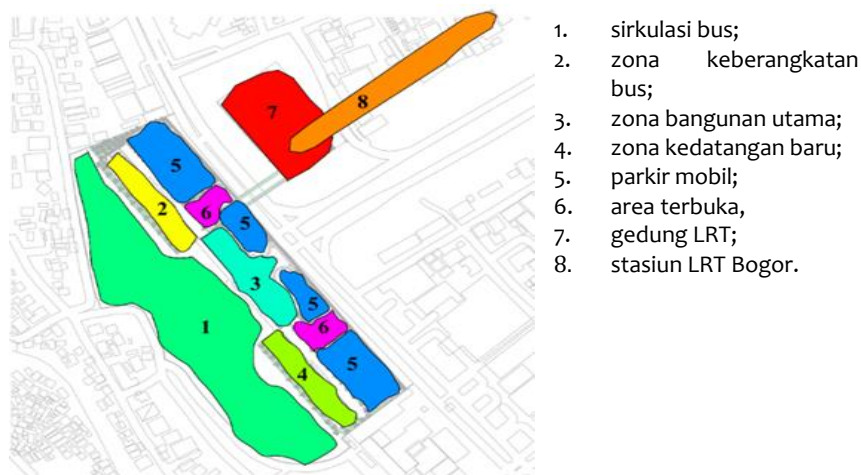 1. sirkulasi bus;
2. zona keberangkatan
bus;
3. zona bangunan utama;
4. zona kedatangan baru;
5. parkir mobil;
6. area terbuka,
7. gedung LRT;
8. stasiun LRT Bogor.
8
7
5
2
6
5
3
5
1
6
4
5